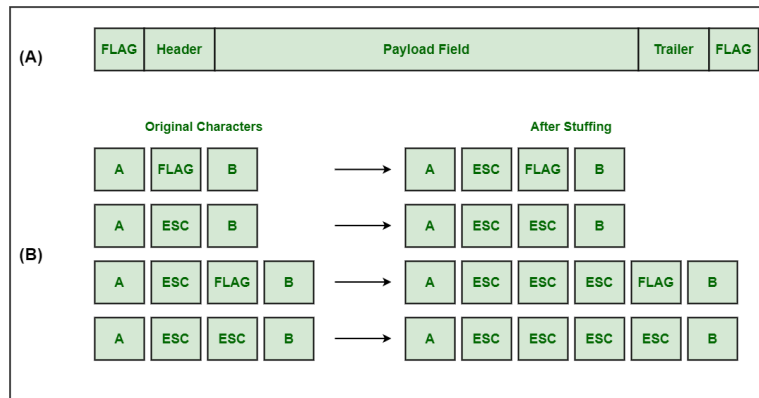 (A) FLAG Header Payload Field Trailer FLAG
Original Characters After Stuffing
A FLAG B A ESC FLAG B
A ESC B A ESC ESC B
(B)
A ESC FLAG B A ESC ESC ESC FLAG B
A ESC ESC B A ESC ESC ESC ESC B